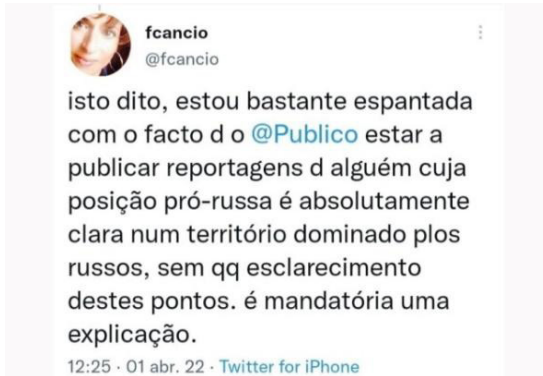 fcancio
@fcancio
isto dito, estou bastante espantada
com o facto d o @Publico estar a
publicar reportagens d alguém cuja
posição pró-russa é absolutamente
clara num território dominado plos
russos, sem qq esclarecimento
destes pontos. é mandatória uma
explicação.
12:25 · 01 abr. 22 · Twitter for iPhone